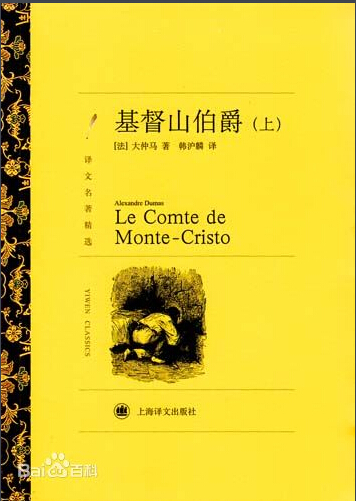 基督山伯爵(上)
[法]大仲马 著 韩沪麟 译
译文名著精选
YIWEN CLASSICS
Alexandre Dumas
Le Comte de
Monte-Cristo
上海译文出版社
Bai百科